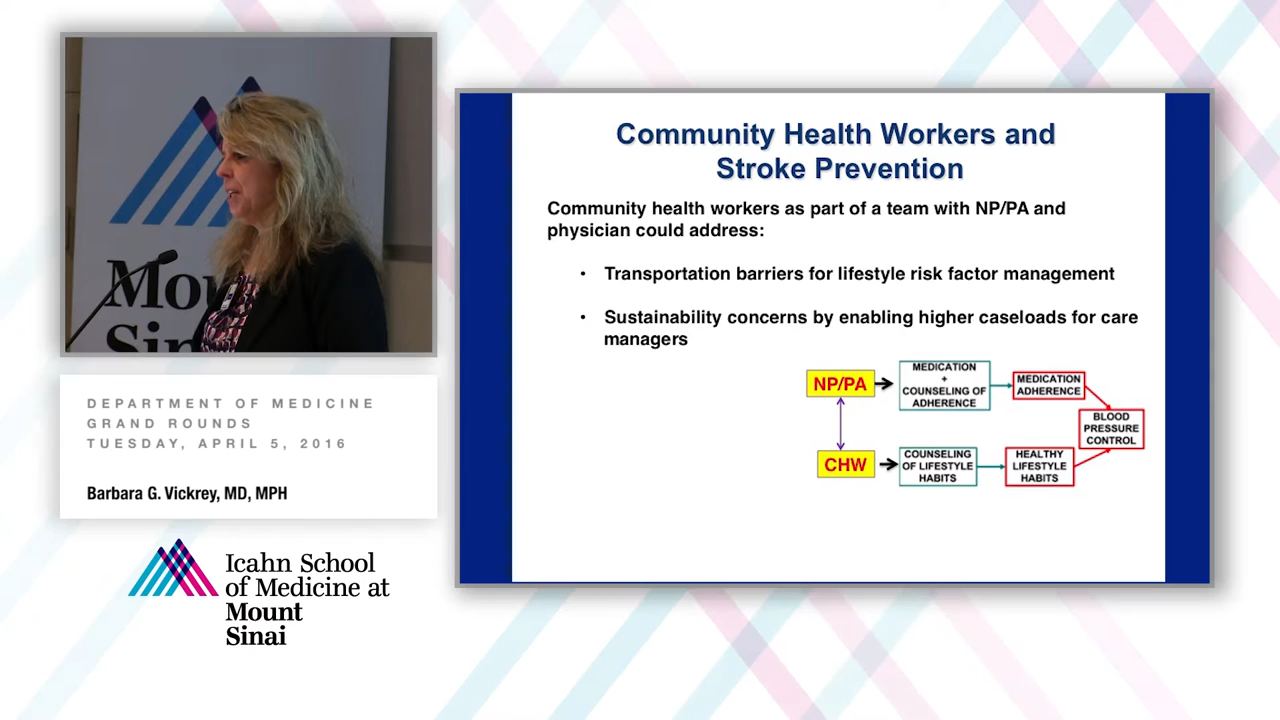 Mount
Sinai
DEPARTMENT OF MEDICINE
GRAND ROUNDS
TUESDAY, APRIL 5, 2016
Barbara G. Vickrey, MD, MPH
Icahn School
of Medicine at
Mount
Sinai
Community Health Workers and
Stroke Prevention
Community health workers as part of a team with NP/PA and
physician could address:
• Transportation barriers for lifestyle risk factor management
• Sustainability concerns by enabling higher caseloads for care
managers
NP/PA
MEDICATION
+
COUNSELING OF
ADHERENCE
MEDICATION
ADHERENCE
BLOOD
PRESSURE
CONTROL
CHW
COUNSELING
OF LIFESTYLE
HABITS
HEALTHY
LIFESTYLE
HABITS